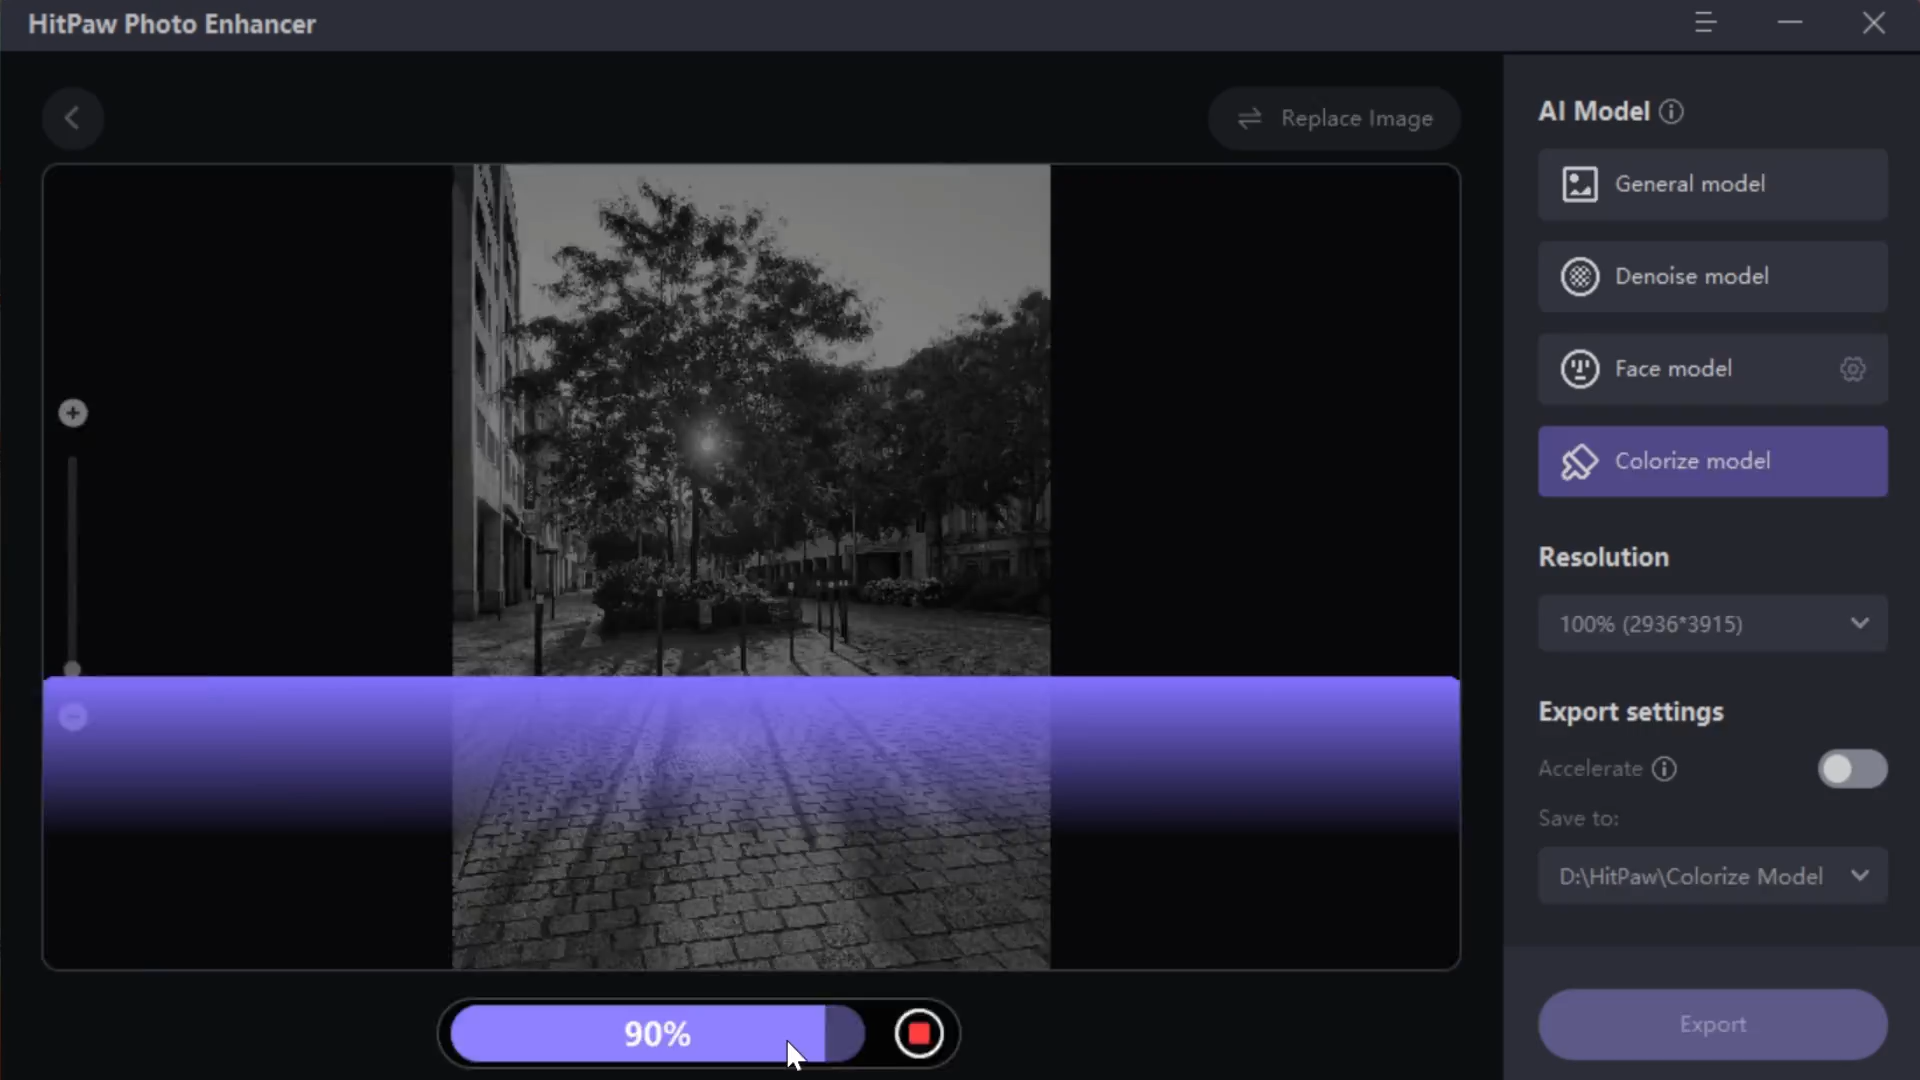 HitPaw Photo Enhancer
Replace Image
AI Model
General model
Denoise model
Face model
Colorize model
Resolution
100% (2936*3915)
Export settings
Accelerate
Save to:
D:\HitPaw\Colorize Model
90%
Export